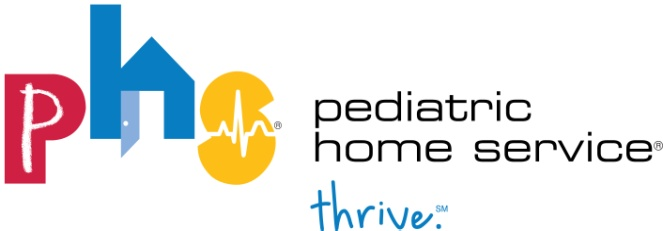 phs®
pediatric
home service®
thrive.℠